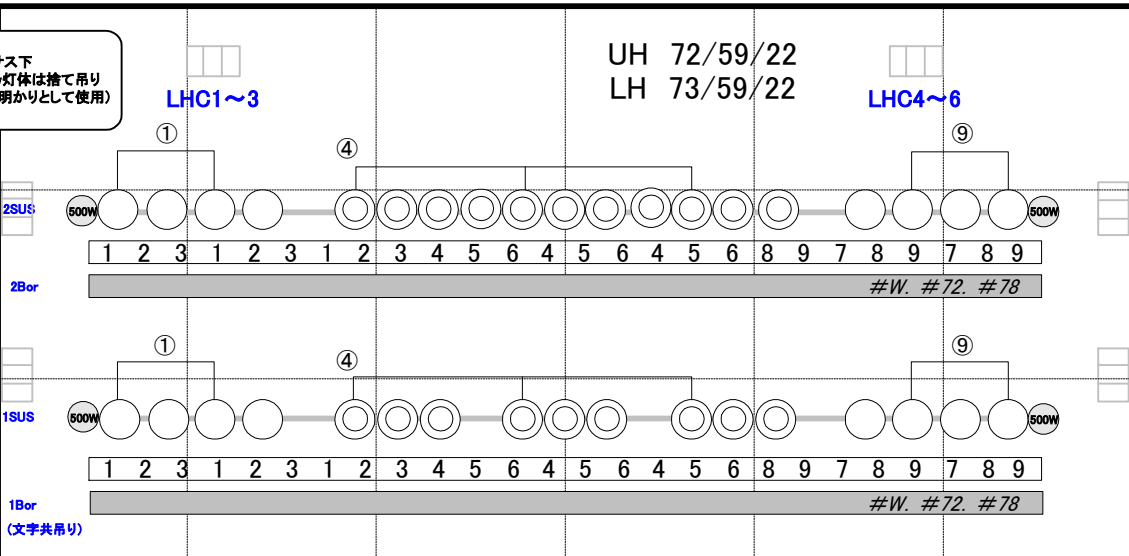 ス下
灯体は捨て吊り
明かりとして使用)
UH 72/59/22
LH 73/59/22
LHC1～3
LHC4～6
① ④ ⑨
2SUS
500W 500W
1 2 3 1 2 3 1 2 3 4 5 6 4 5 6 4 5 6 8 9 7 8 9 7 8 9
2Bor
#W. #72. #78
① ④ ⑨
1SUS
500W 500W
1 2 3 1 2 3 1 2 3 4 5 6 4 5 6 4 5 6 8 9 7 8 9 7 8 9
1Bor
#W. #72. #78
(文字共吊り)